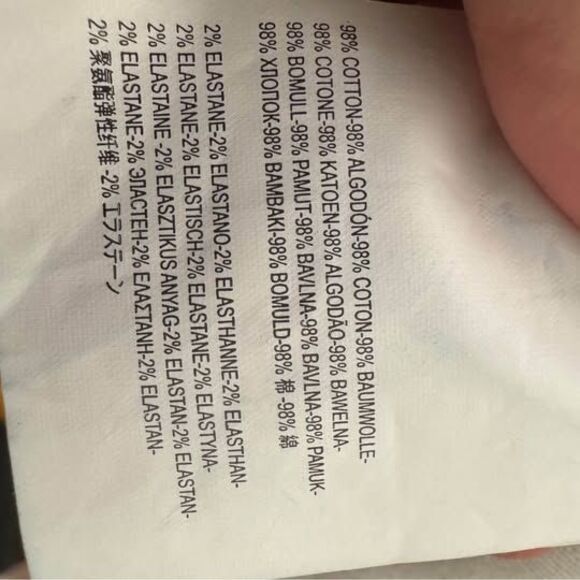 98% COTTON-98% ALGODÓN-98% COTON-98% BAUMWOLLE-
98% COTONE-98% KATOEN-98% ALGODÃO-98% BAWELNA-
98% BOMULL-98% PAMUT-98% BAVLNA-98% BAVLNA-98% PAMUK-
98% ХЛОПОК-98% BAMBAKI-98% BOMULD-98% 棉 -98% 綿
2% ELASTANE-2% ELASTANO-2% ELASTHANNE-2% ELASTHAN-
2% ELASTANE-2% ELASTISCH-2% ELASTANE-2% ELASTYNA-
2% ELASTAINE -2% ELASZTIKUS ANYAG-2% ELASTAN-2% ELASTAN-
2% ELASTANE-2% ЭЛАСТЕН-2% ΕΛΑΣΤΑΝΗ-2% ELASTAN-
2% 聚氨酯弹性纤维 -2% エラステーン